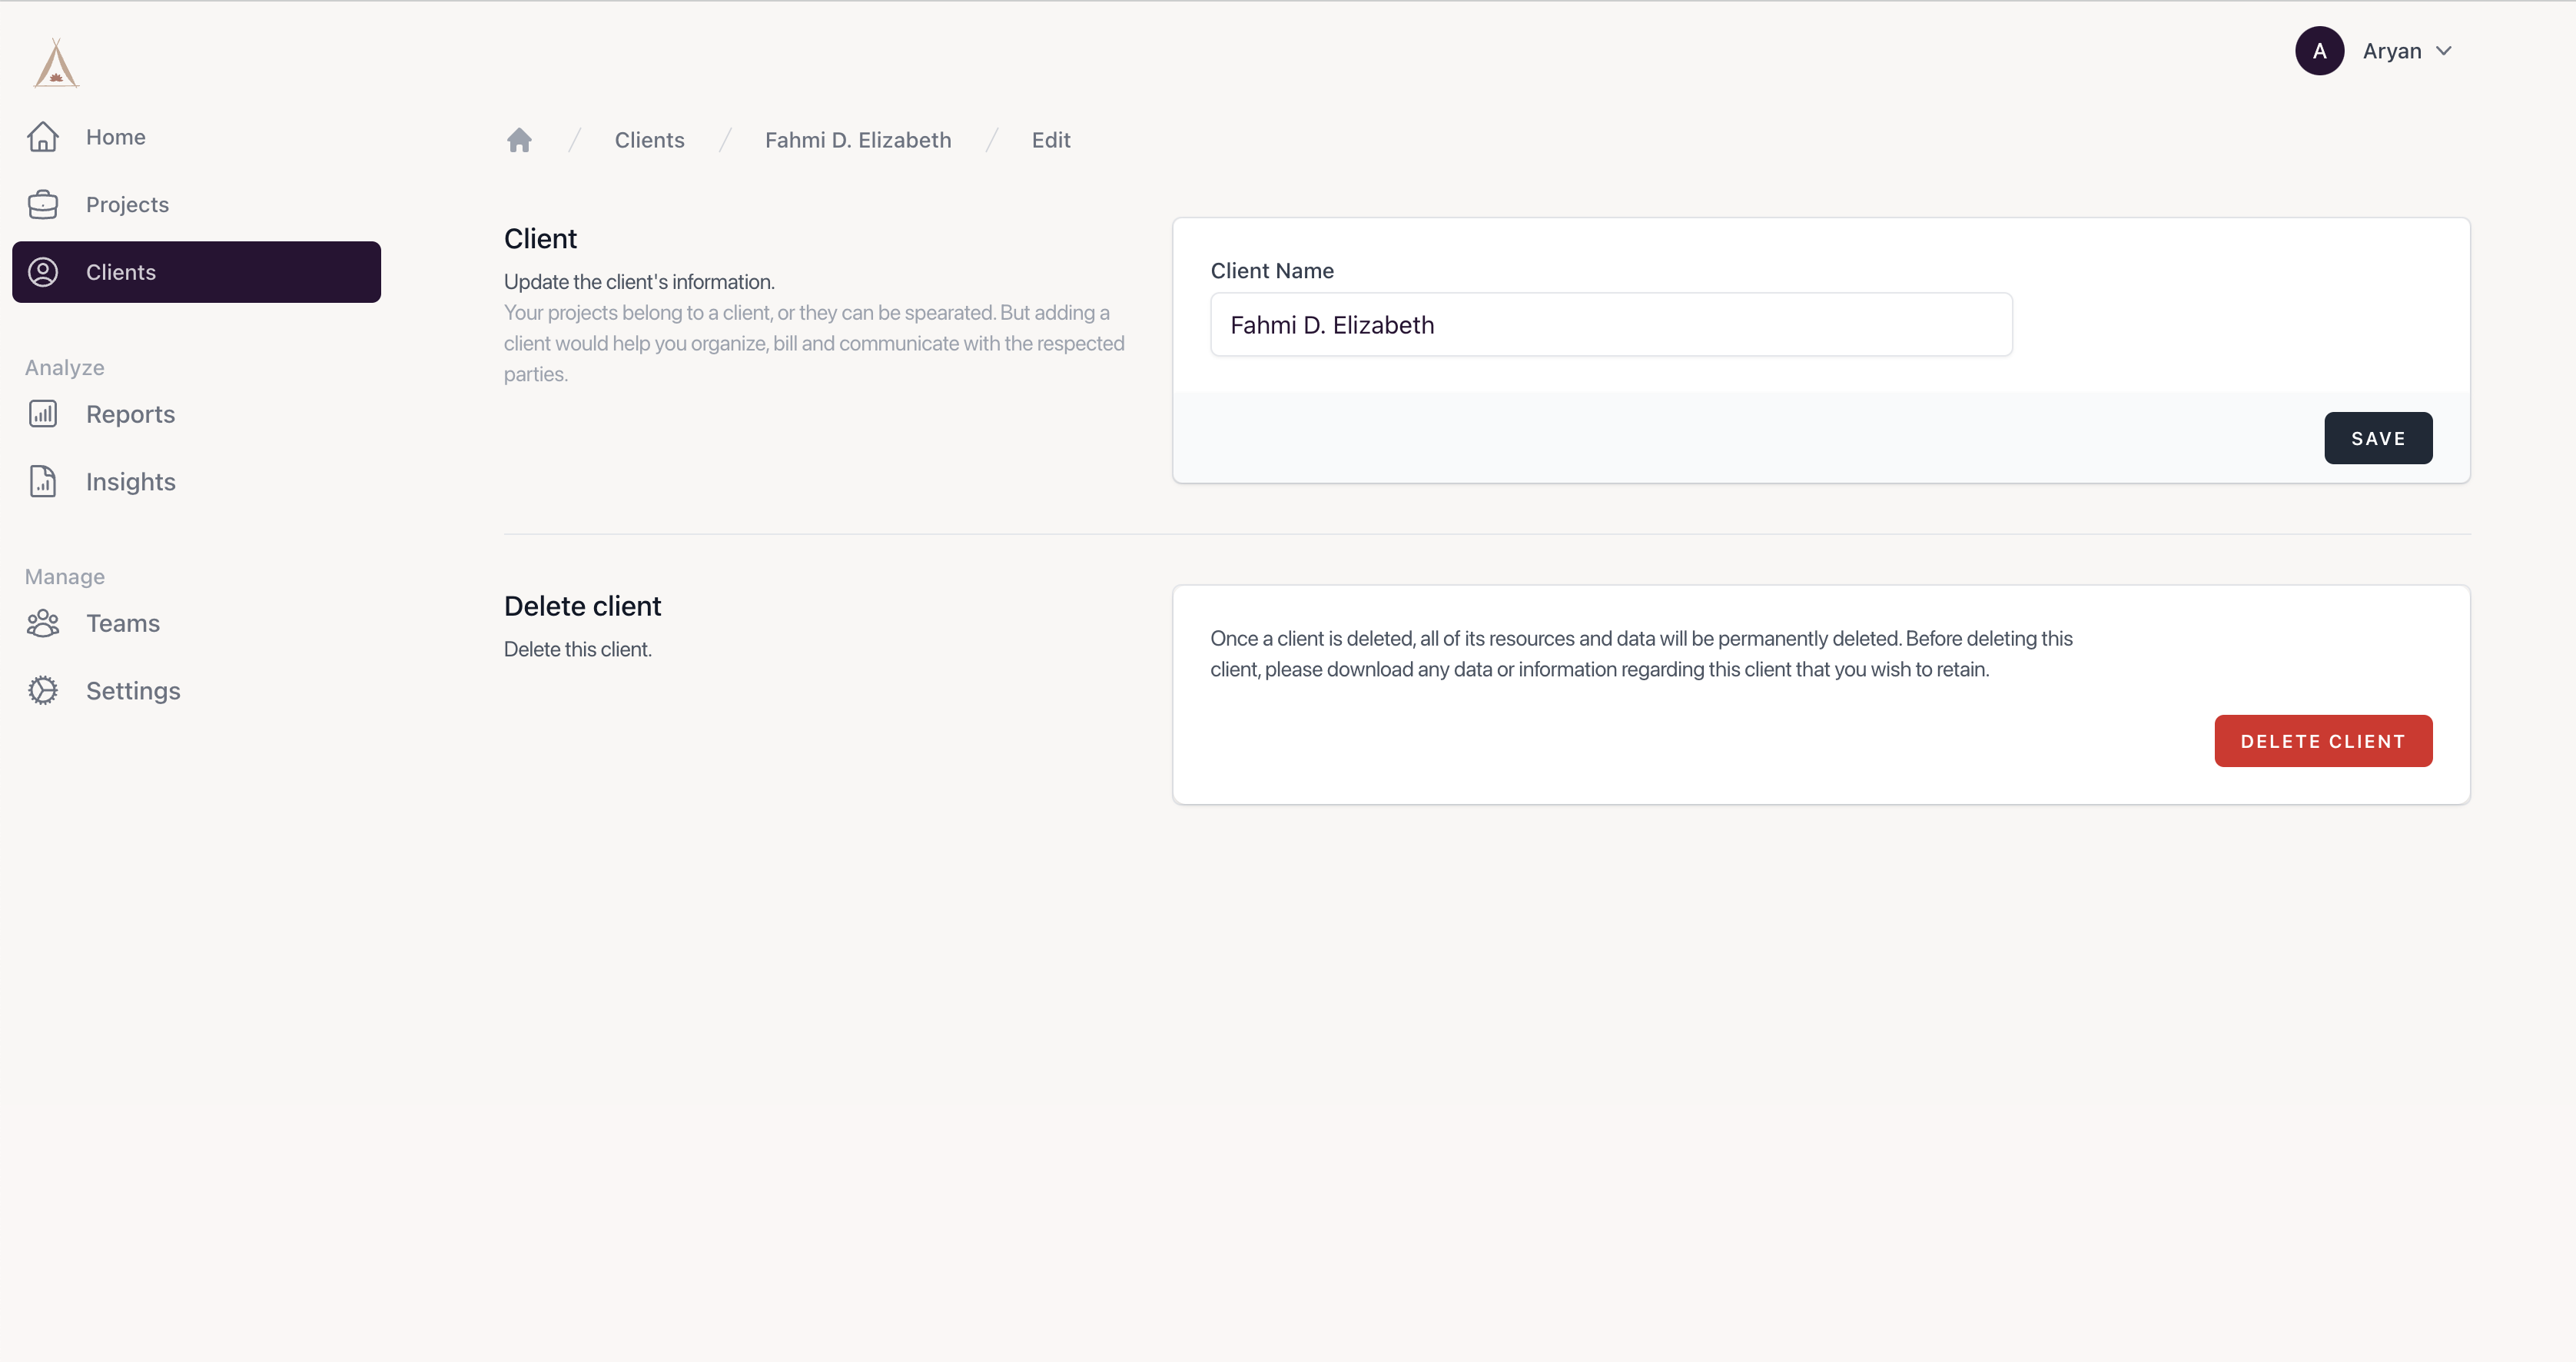 A
Aryan
Home
Projects
Clients
Analyze
Reports
Insights
Manage
Teams
Settings
Clients / Fahmi D. Elizabeth / Edit
Client
Update the client's information.
Your projects belong to a client, or they can be spearated. But adding a
client would help you organize, bill and communicate with the respected
parties.
Client Name
Fahmi D. Elizabeth
SAVE
Delete client
Delete this client.
Once a client is deleted, all of its resources and data will be permanently deleted. Before deleting this
client, please download any data or information regarding this client that you wish to retain.
DELETE CLIENT